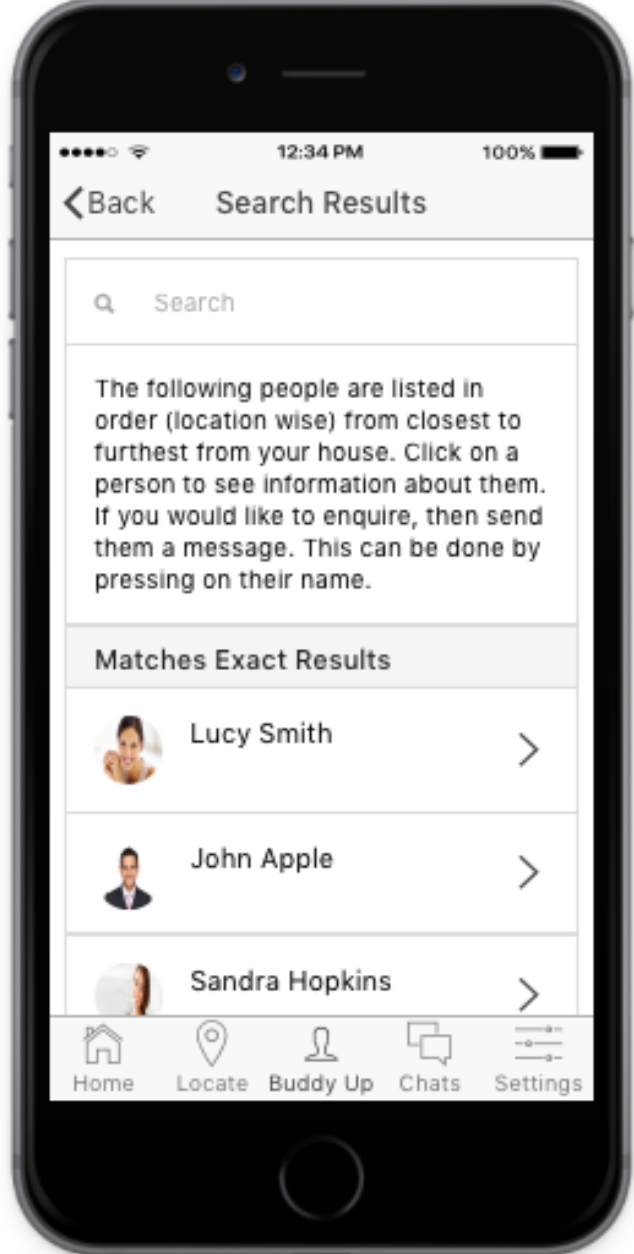 12:34 PM
100%
Back
Search Results
Search
The following people are listed in
order (location wise) from closest to
furthest from your house. Click on a
person to see information about them.
If you would like to enquire, then send
them a message. This can be done by
pressing on their name.
Matches Exact Results
Lucy Smith
John Apple
Sandra Hopkins
Home
Locate
Buddy Up
Chats
Settings